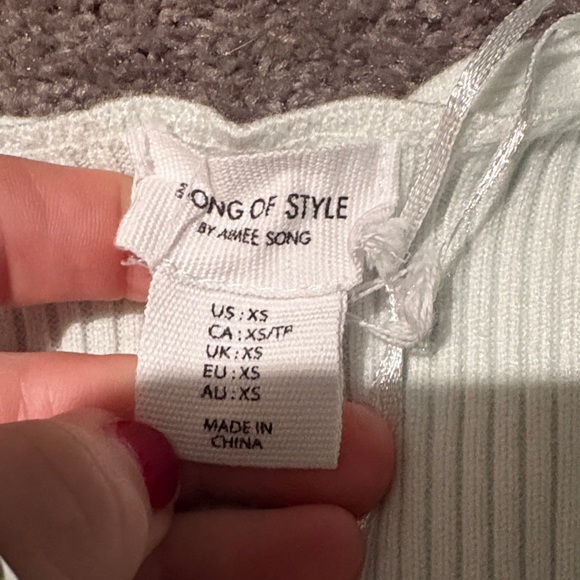 SONG OF STYLE
BY AIMEE SONG
US : XS
CA : XS/TP
UK : XS
EU : XS
AU : XS
MADE IN
CHINA